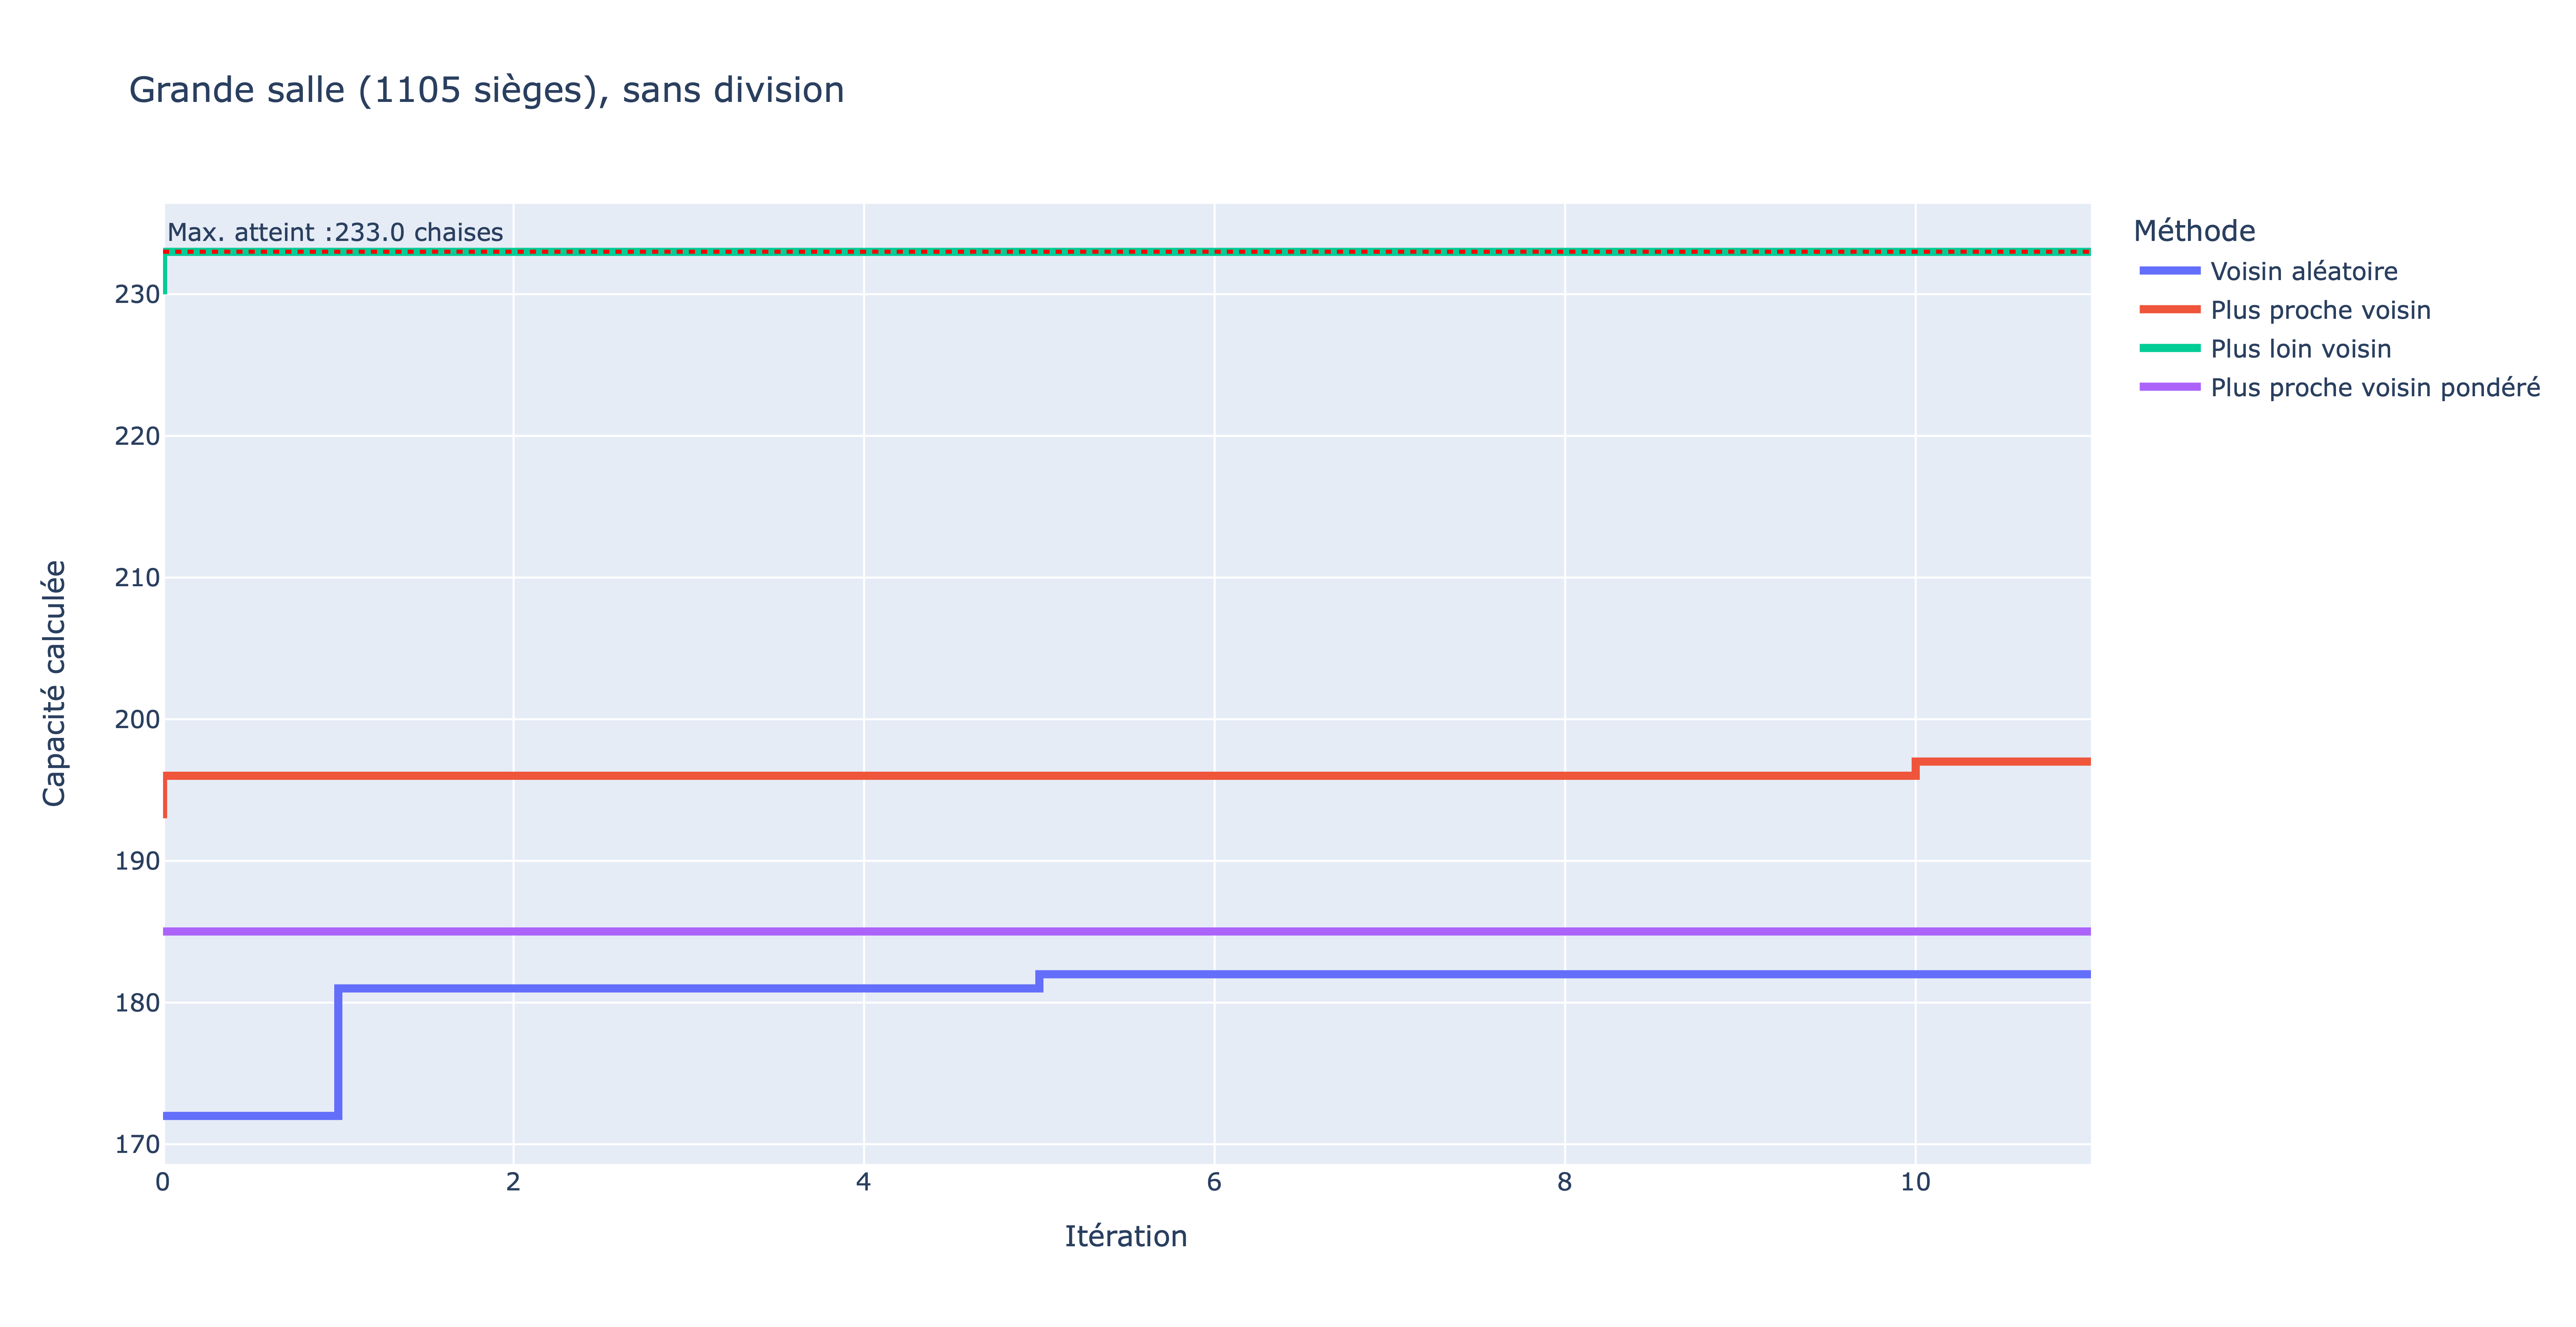 Grande salle (1105 sièges), sans division
Max. atteint :233.0 chaises
Méthode
Voisin aléatoire
Plus proche voisin
Plus loin voisin
Plus proche voisin pondéré
Capacité calculée
230
220
210
200
190
180
170
0 2 4 6 8 10
Itération